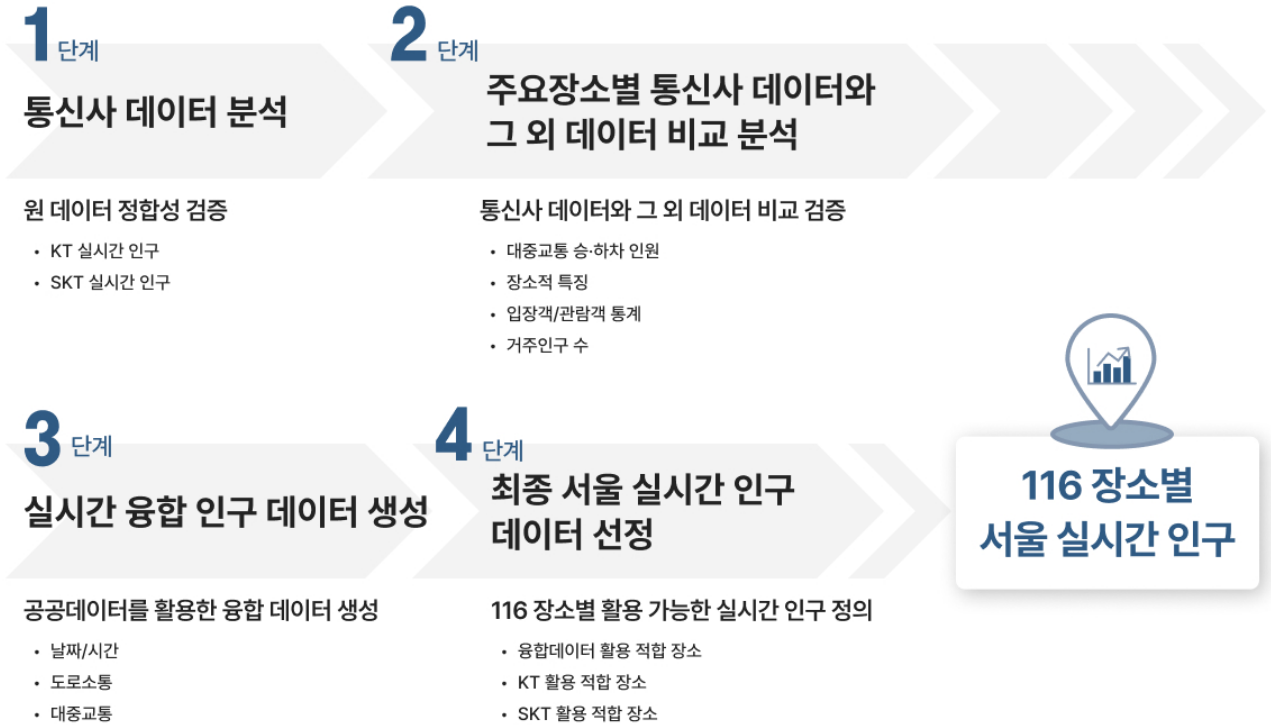 1단계
통신사 데이터 분석
원 데이터 정합성 검증
• KT 실시간 인구
• SKT 실시간 인구
2 단계
주요장소별 통신사 데이터와
그 외 데이터 비교 분석
통신사 데이터와 그 외 데이터 비교 검증
• 대중교통 승·하차 인원
• 장소적 특징
• 입장객/관람객 통계
• 거주인구 수
3 단계
실시간 융합 인구 데이터 생성
공공데이터를 활용한 융합 데이터 생성
• 날짜/시간
• 도로소통
• 대중교통
4 단계
최종 서울 실시간 인구
데이터 선정
116 장소별 활용 가능한 실시간 인구 정의
• 융합데이터 활용 적합 장소
• KT 활용 적합 장소
• SKT 활용 적합 장소
116 장소별
서울 실시간 인구